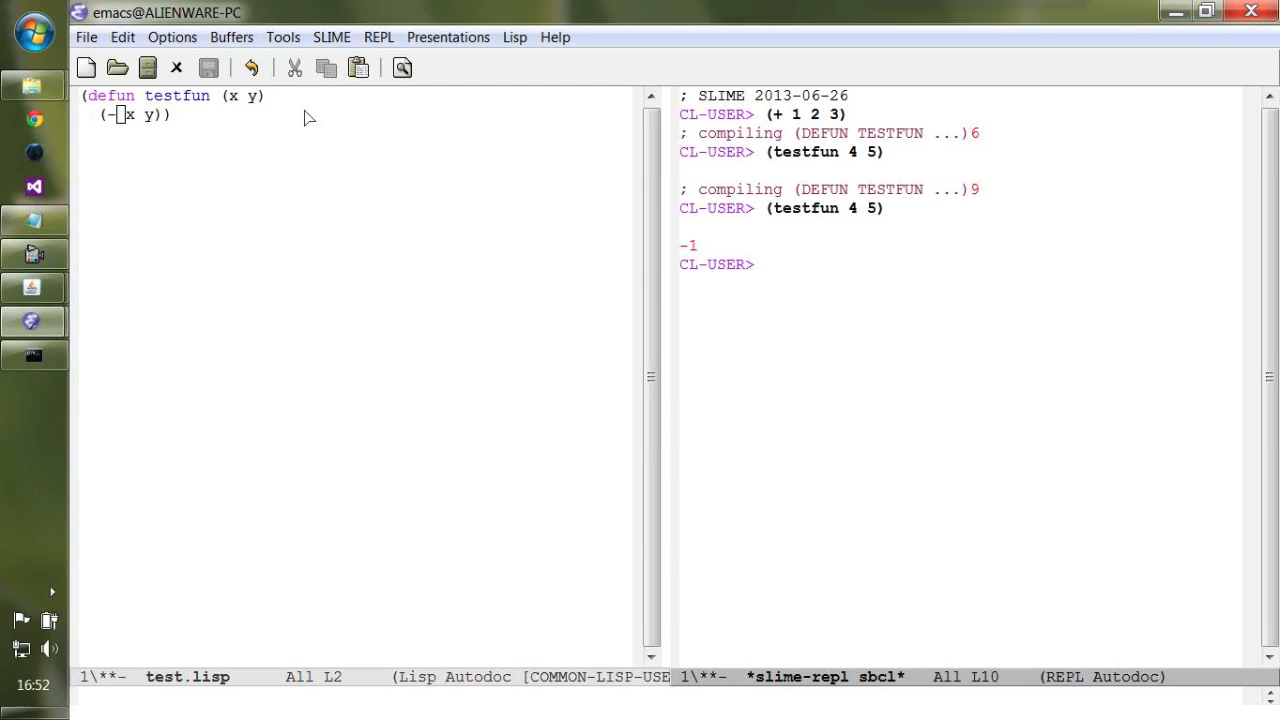 emacs@ALIENWARE-PC
File Edit Options Buffers Tools SLIME REPL Presentations Lisp Help
(defun testfun (x y)
(- x y))
; SLIME 2013-06-26
CL-USER> (+ 1 2 3)
; compiling (DEFUN TESTFUN ...)6
CL-USER> (testfun 4 5)
; compiling (DEFUN TESTFUN ...)9
CL-USER> (testfun 4 5)
-1
CL-USER>
1\**- test.lisp All L2 (Lisp Autodoc [COMMON-LISP-USE
1\**- *slime-repl sbcl* All L10 (REPL Autodoc)
16:52